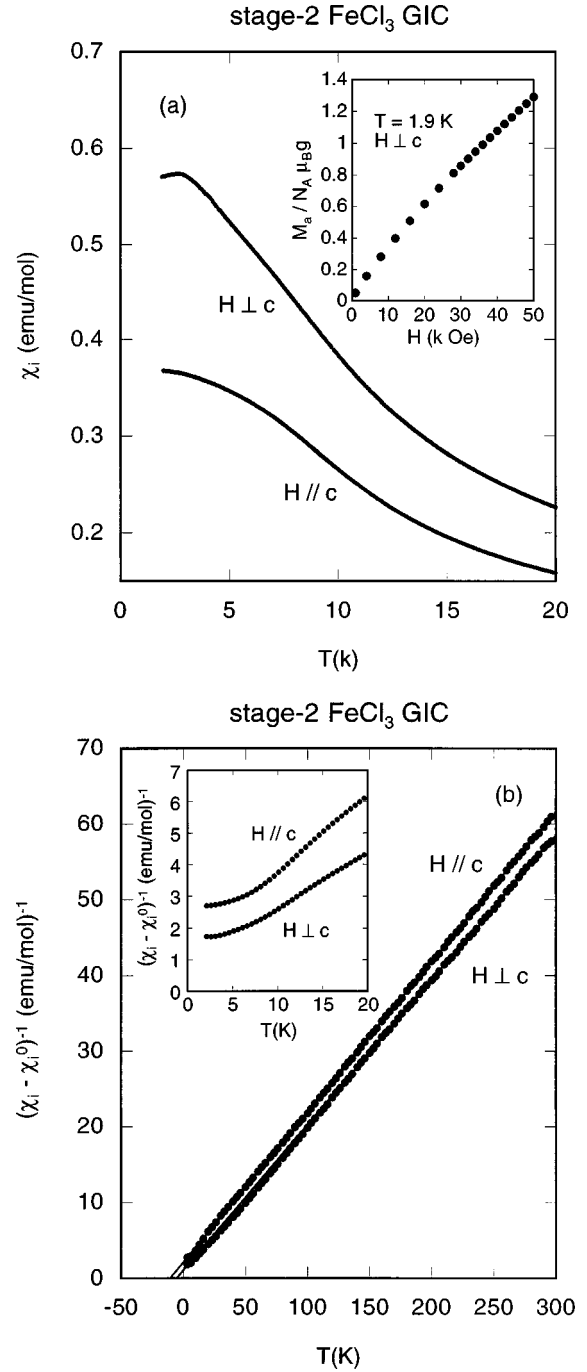 stage-2 FeCl₃ GIC
(a)
0.7
0.6
0.5
0.4
0.3
0.2
χᵢ (emu/mol)
H ⊥ c
H // c
0 5 10 15 20
T(k)
T = 1.9 K
H ⊥ c
1.4
1.2
1
0.8
0.6
0.4
0.2
0
Mₐ / N_A μ_B g
0 10 20 30 40 50
H (k Oe)
stage-2 FeCl₃ GIC
(b)
70
60
50
40
30
20
10
0
(χᵢ - χᵢ⁰)⁻¹ (emu/mol)⁻¹
H // c
H ⊥ c
-50 0 50 100 150 200 250 300
T(K)
7
6
5
4
3
2
1
0
(χᵢ - χᵢ⁰)⁻¹ (emu/mol)⁻¹
H // c
H ⊥ c
0 5 10 15 20
T(K)